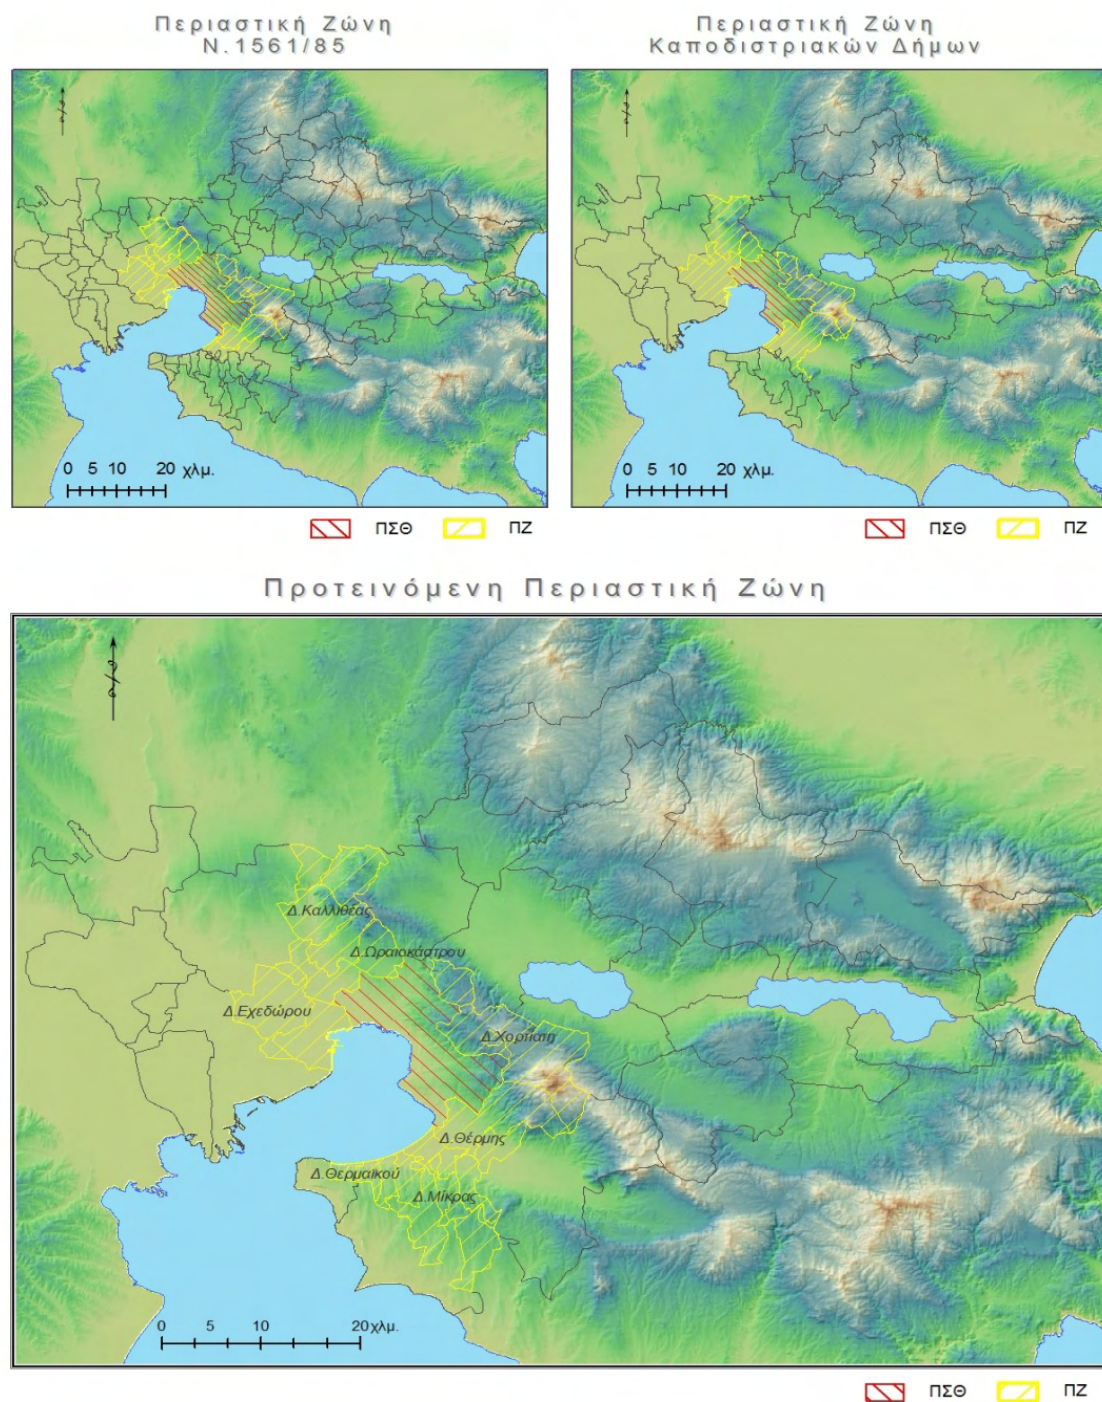 Περιαστική Ζώνη
Ν.1561/85
Περιαστική Ζώνη
Καποδιστριακών Δήμων
0 5 10 20 χλμ.
0 5 10 20 χλμ.
ΠΣΘ ΠΖ
ΠΣΘ ΠΖ
Προτεινόμενη Περιαστική Ζώνη
Δ.Καλλιθέας
Δ.Ωραιοκάστρου
Δ.Εχεδώρου
Δ.Χορτιάτη
Δ.Θέρμης
Δ.Θερμαϊκού
Δ.Μίκρας
0 5 10 20χλμ.
ΠΣΘ ΠΖ